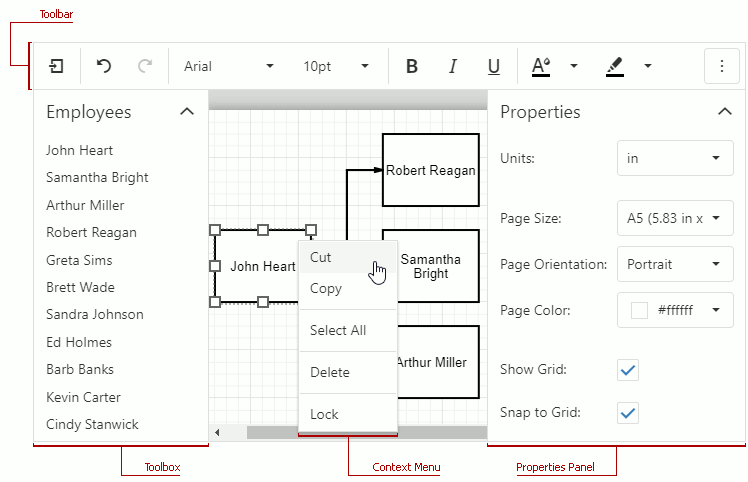 Toolbar
Arial
10pt
B
I
U
A
Employees
John Heart
Samantha Bright
Arthur Miller
Robert Reagan
Greta Sims
Brett Wade
Sandra Johnson
Ed Holmes
Barb Banks
Kevin Carter
Cindy Stanwick
Robert Reagan
John Heart
Samantha
Bright
Arthur Miller
Cut
Copy
Select All
Delete
Lock
Properties
Units:
in
Page Size:
A5 (5.83 in x
Page Orientation:
Portrait
Page Color:
#ffffff
Show Grid:
Snap to Grid:
Toolbox
Context Menu
Properties Panel